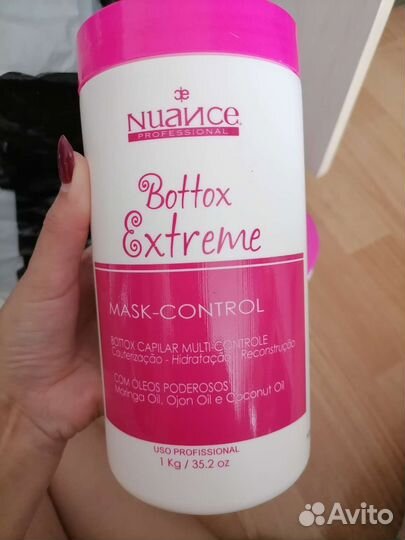 NUANCE
PROFESSIONAL
Bottox
Extreme
MASK-CONTROL
BOTTOX CAPILAR MULTI-CONTROLE
Cauterização - Hidratação - Reconstrução
COM ÓLEOS PODEROSOS
Moringa Oil, Ojon Oil e Coconut Oil
USO PROFISSIONAL
1 Kg / 35.2 oz
Avito